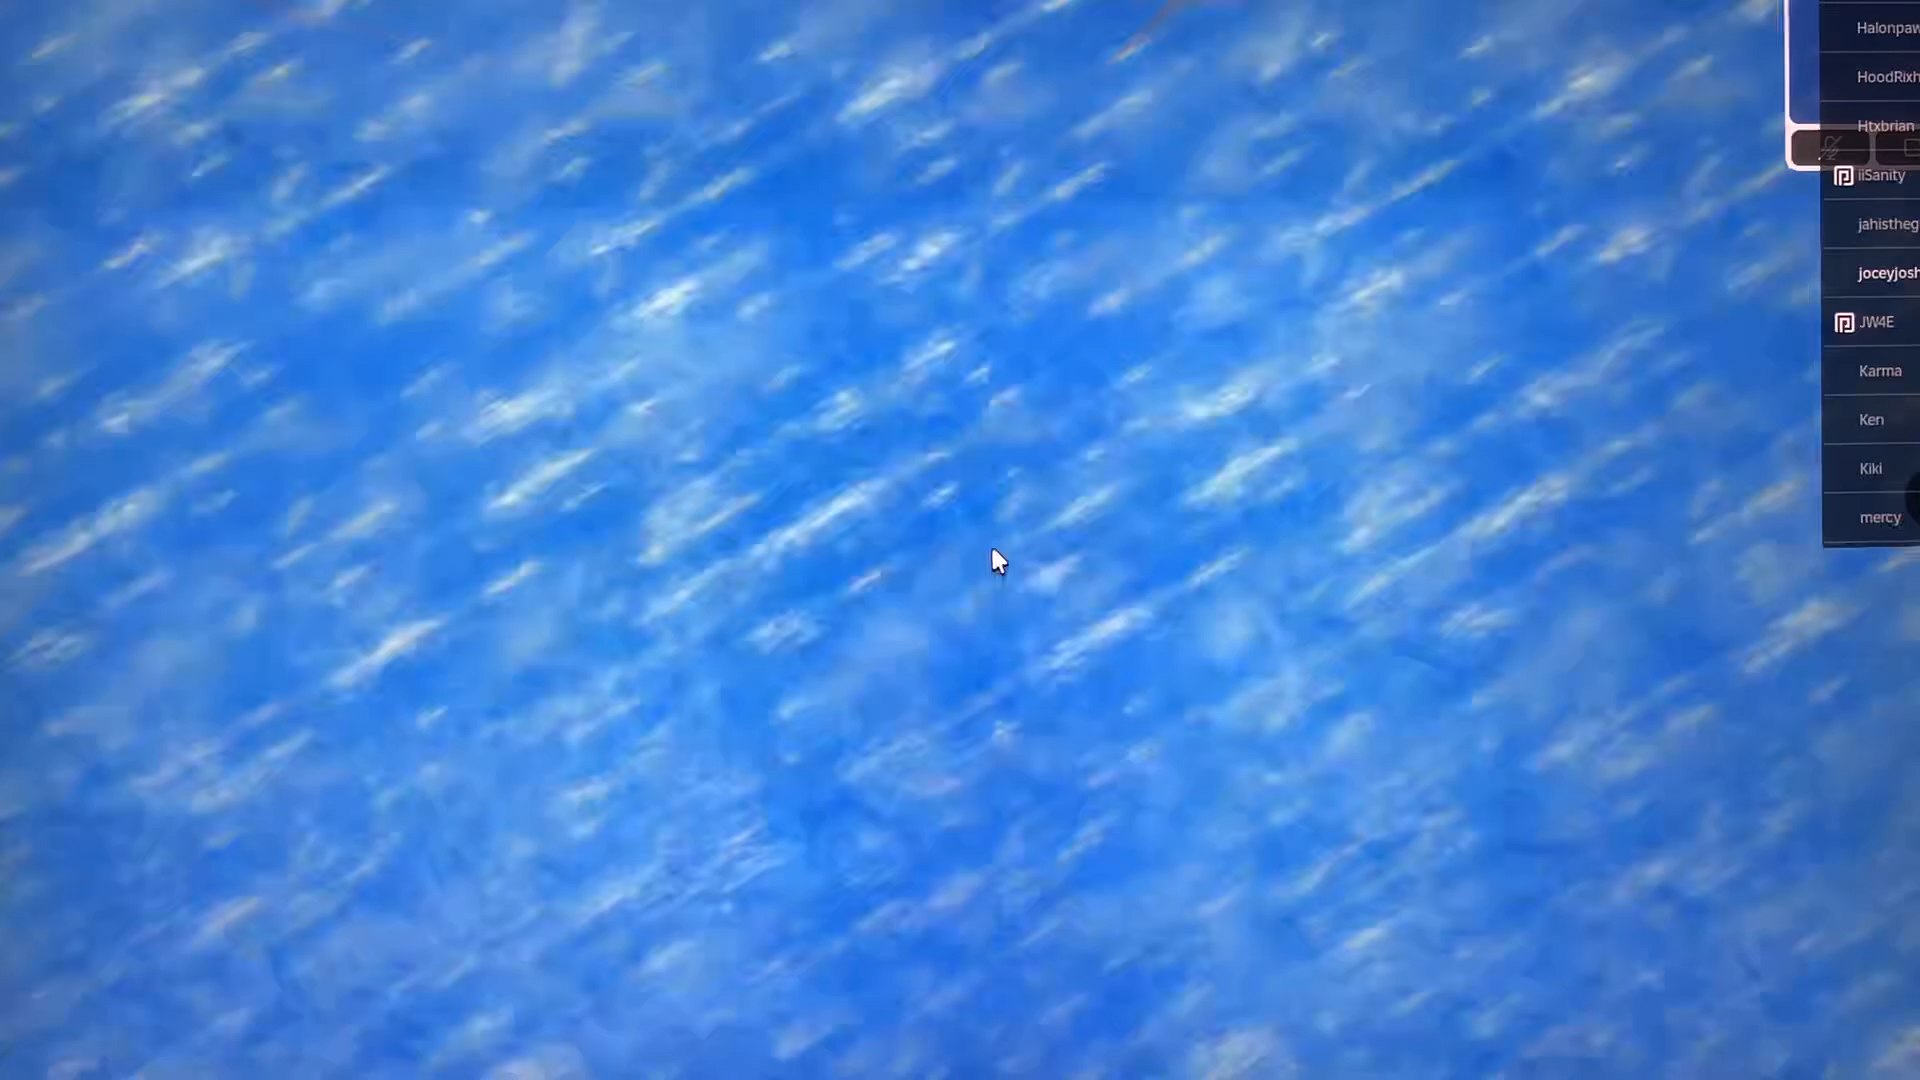 Halonpaw
HoodRixh
Htxbrian
iiSanity
jahistheg
joceyjosh
JW4E
Karma
Ken
Kiki
mercy